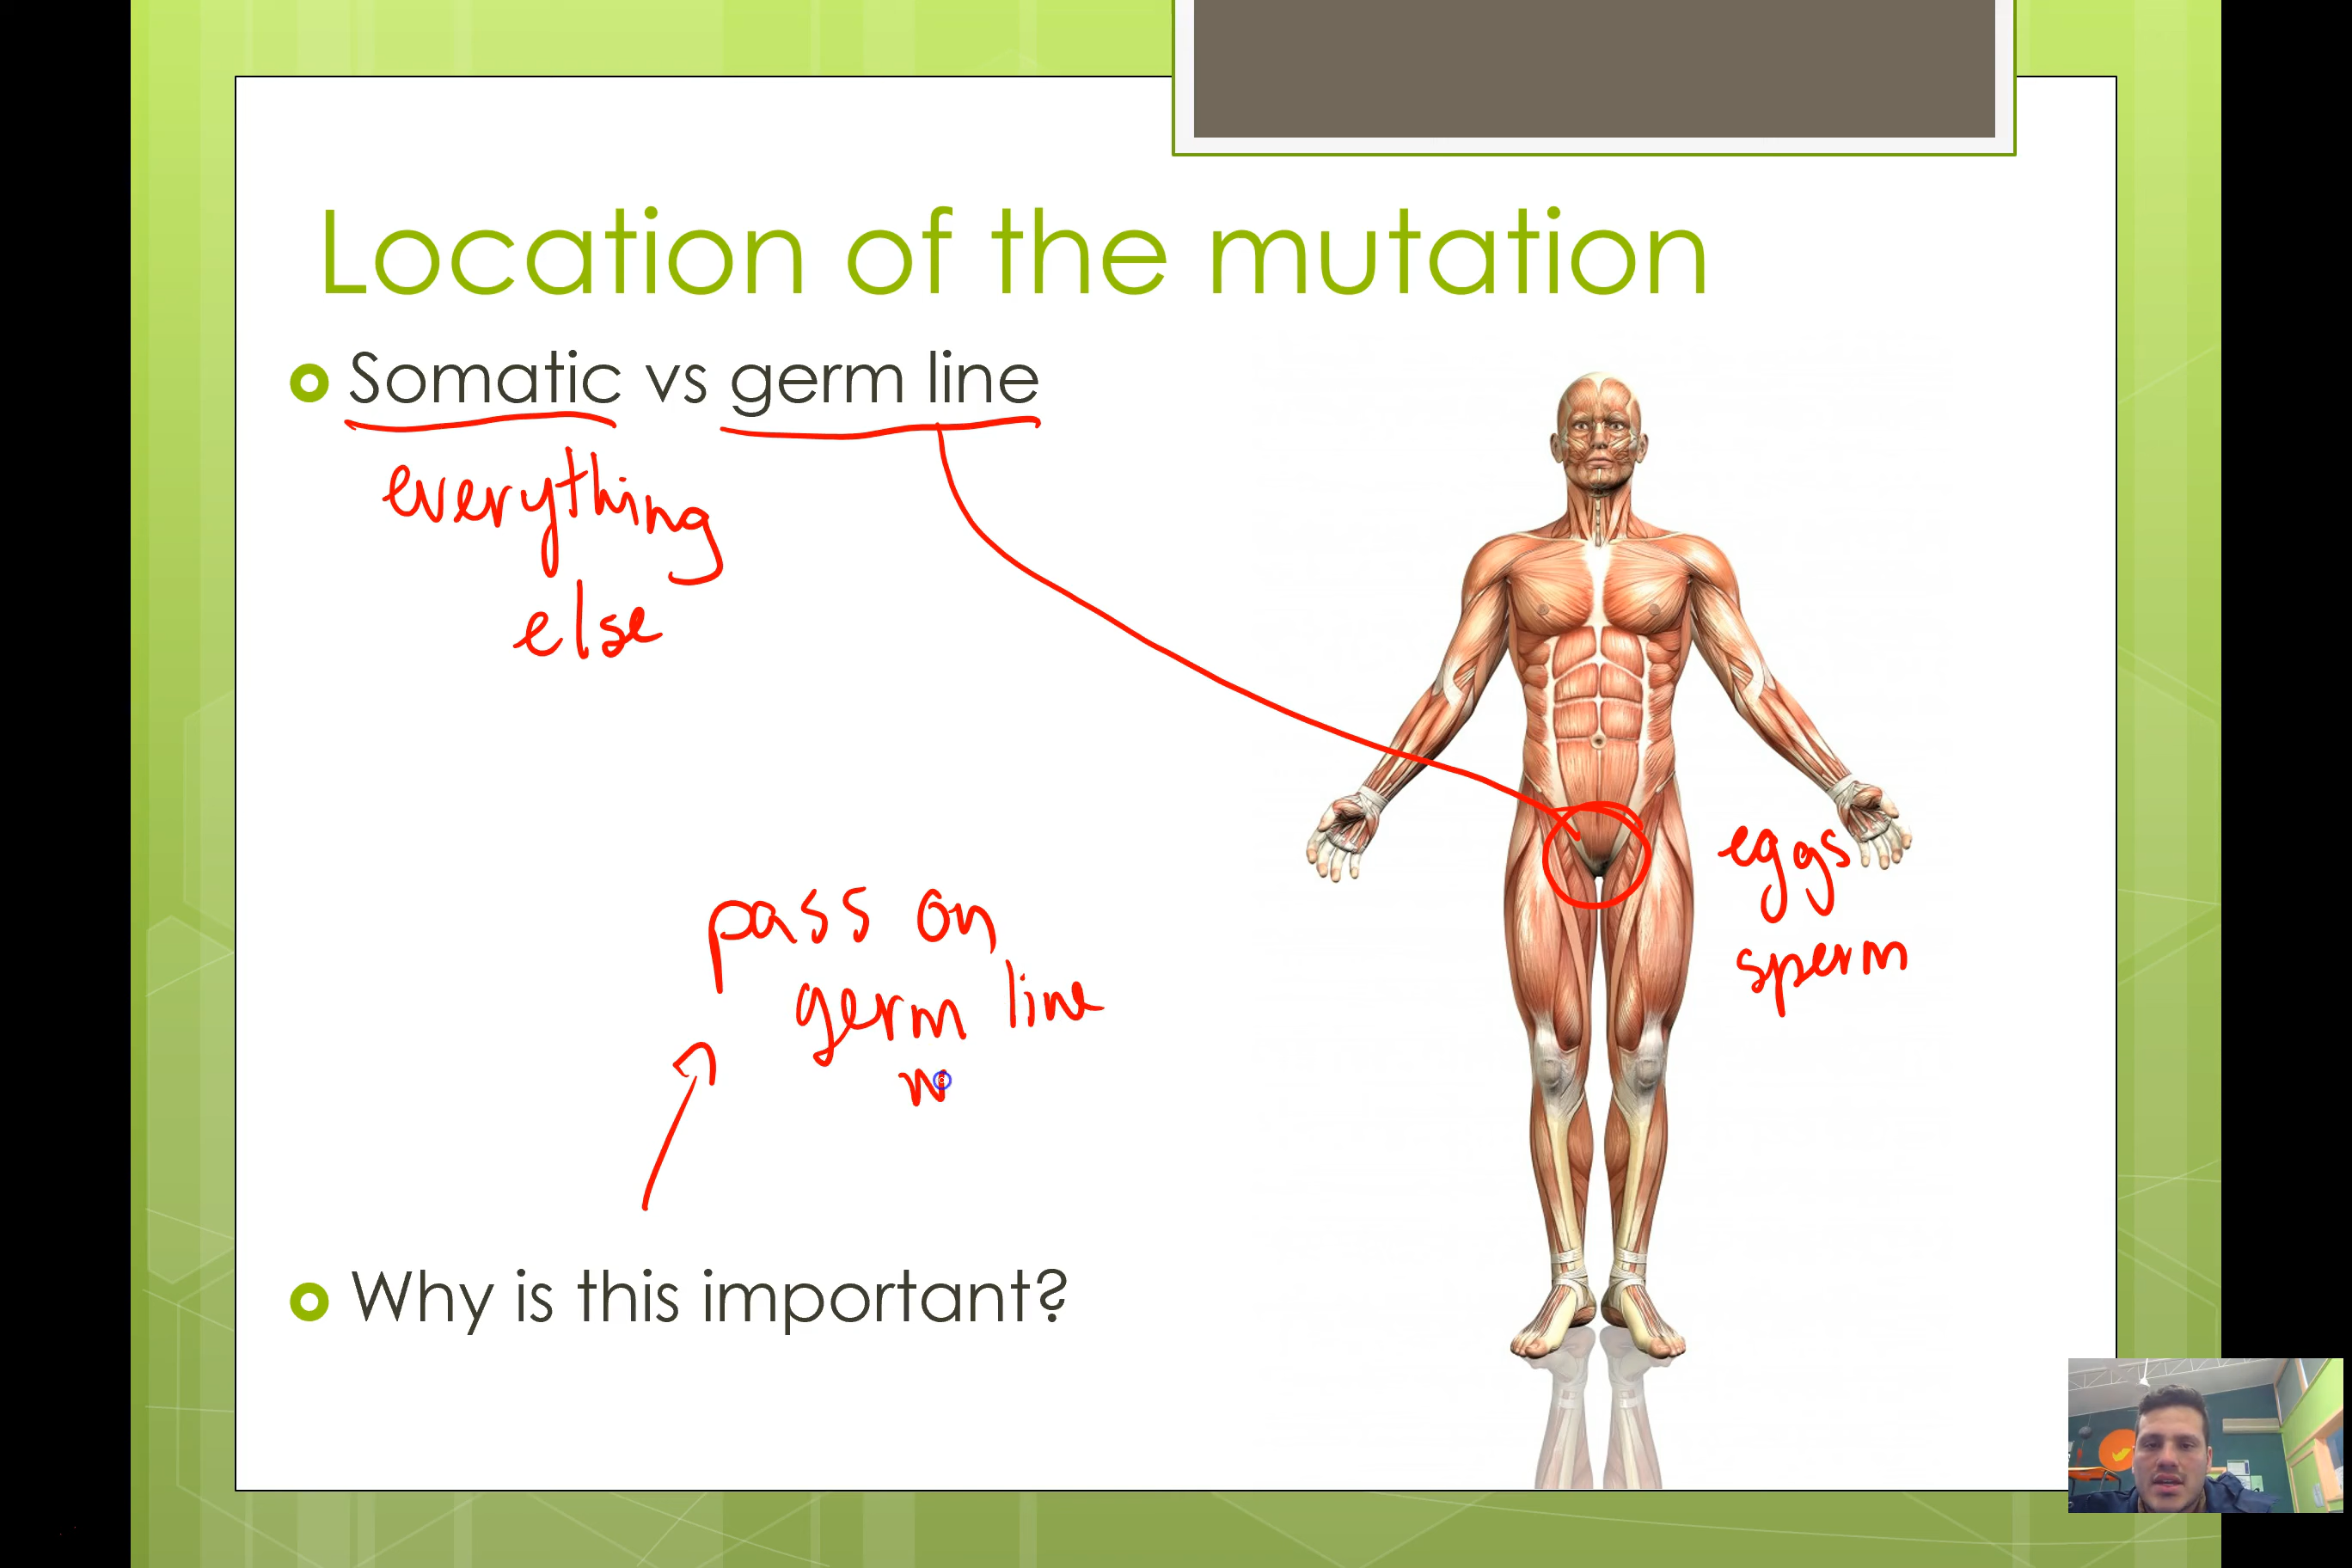 Location of the mutation
Somatic vs germ line
everything
else
eggs
sperm
pass on
germ line
Why is this important?